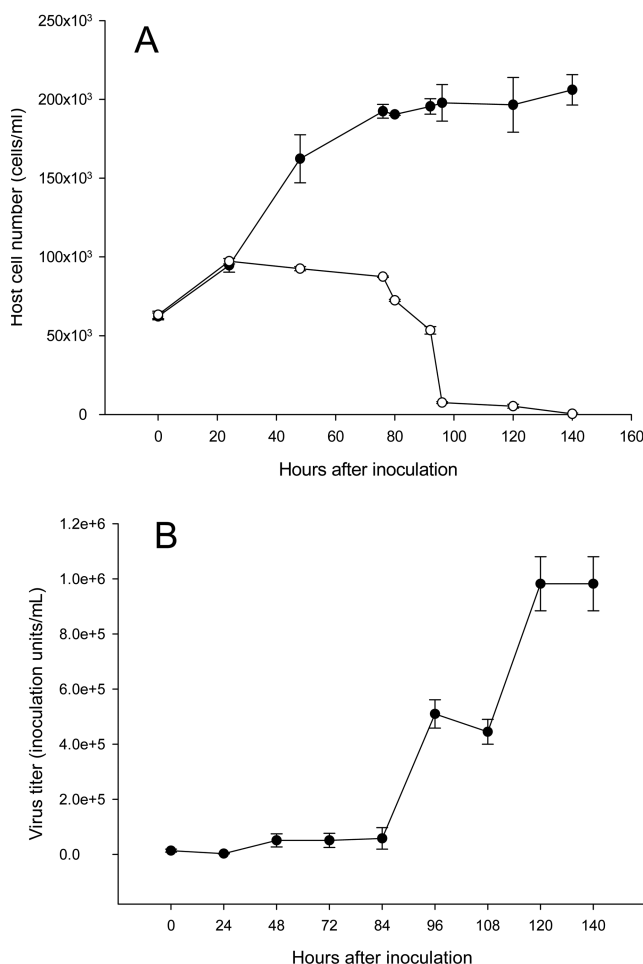 A
Host cell number (cells/ml)
250x10³
200x10³
150x10³
100x10³
50x10³
0
0 20 40 60 80 100 120 140 160
Hours after inoculation
B
Virus titer (inoculation units/mL)
1.2e+6
1.0e+6
8.0e+5
6.0e+5
4.0e+5
2.0e+5
0.0
0 24 48 72 84 96 108 120 140
Hours after inoculation